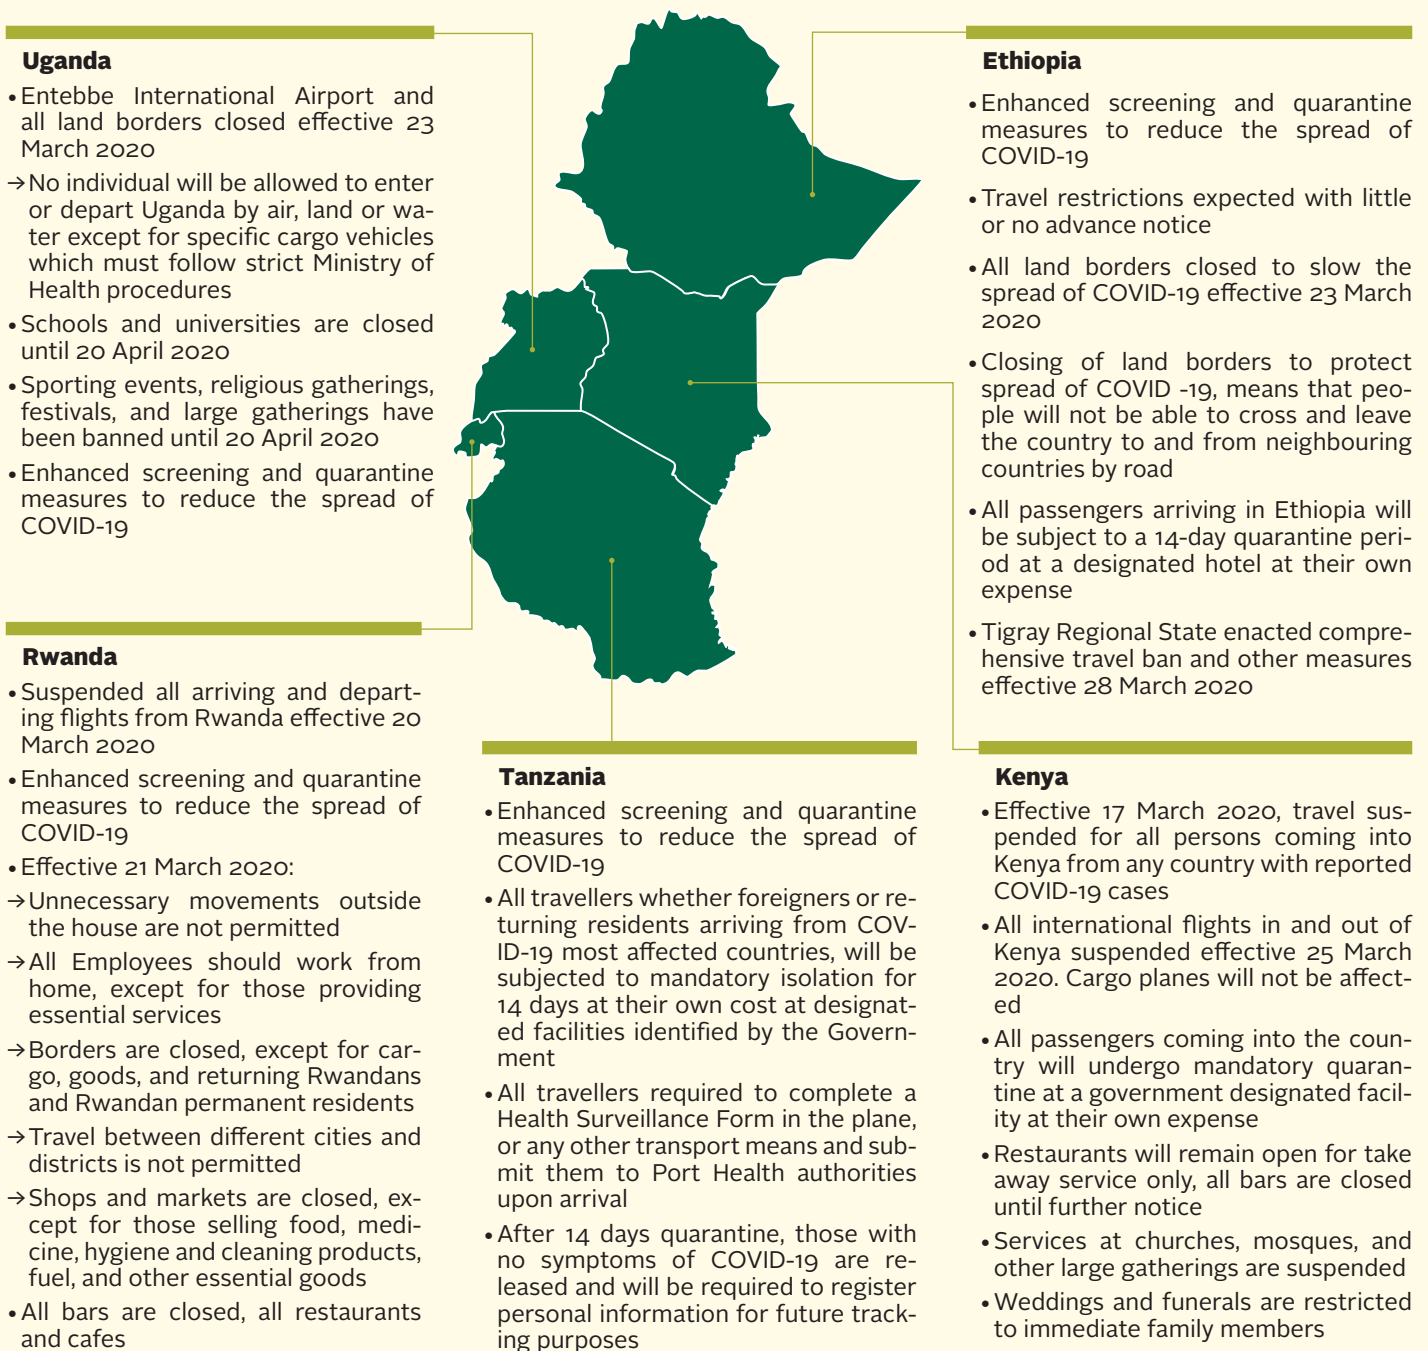 Uganda
• Entebbe International Airport and
all land borders closed effective 23
March 2020
→ No individual will be allowed to enter
or depart Uganda by air, land or wa-
ter except for specific cargo vehicles
which must follow strict Ministry of
Health procedures
• Schools and universities are closed
until 20 April 2020
• Sporting events, religious gatherings,
festivals, and large gatherings have
been banned until 20 April 2020
• Enhanced screening and quarantine
measures to reduce the spread of
COVID-19
Rwanda
• Suspended all arriving and depart-
ing flights from Rwanda effective 20
March 2020
• Enhanced screening and quarantine
measures to reduce the spread of
COVID-19
• Effective 21 March 2020:
→ Unnecessary movements outside
the house are not permitted
→ All Employees should work from
home, except for those providing
essential services
→ Borders are closed, except for car-
go, goods, and returning Rwandans
and Rwandan permanent residents
→ Travel between different cities and
districts is not permitted
→ Shops and markets are closed, ex-
cept for those selling food, medi-
cine, hygiene and cleaning products,
fuel, and other essential goods
• All bars are closed, all restaurants
and cafes
Tanzania
• Enhanced screening and quarantine
measures to reduce the spread of
COVID-19
• All travellers whether foreigners or re-
turning residents arriving from COV-
ID-19 most affected countries, will be
subjected to mandatory isolation for
14 days at their own cost at designat-
ed facilities identified by the Govern-
ment
• All travellers required to complete a
Health Surveillance Form in the plane,
or any other transport means and sub-
mit them to Port Health authorities
upon arrival
• After 14 days quarantine, those with
no symptoms of COVID-19 are re-
leased and will be required to register
personal information for future track-
ing purposes
Ethiopia
• Enhanced screening and quarantine
measures to reduce the spread of
COVID-19
• Travel restrictions expected with little
or no advance notice
• All land borders closed to slow the
spread of COVID-19 effective 23 March
2020
• Closing of land borders to protect
spread of COVID -19, means that peo-
ple will not be able to cross and leave
the country to and from neighbouring
countries by road
• All passengers arriving in Ethiopia will
be subject to a 14-day quarantine peri-
od at a designated hotel at their own
expense
• Tigray Regional State enacted compre-
hensive travel ban and other measures
effective 28 March 2020
Kenya
• Effective 17 March 2020, travel sus-
pended for all persons coming into
Kenya from any country with reported
COVID-19 cases
• All international flights in and out of
Kenya suspended effective 25 March
2020. Cargo planes will not be affect-
ed
• All passengers coming into the coun-
try will undergo mandatory quaran-
tine at a government designated facil-
ity at their own expense
• Restaurants will remain open for take
away service only, all bars are closed
until further notice
• Services at churches, mosques, and
other large gatherings are suspended
• Weddings and funerals are restricted
to immediate family members